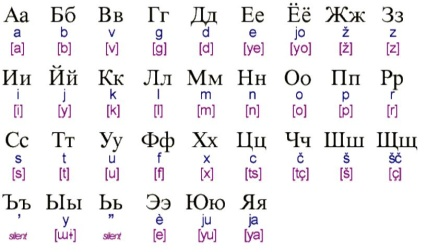 Аа Бб Вв Гг Дд Ее Ёё Жж Зз
a b v g d e jo ž z
[a] [b] [v] [g] [d] [ye] [yo] [ž] [z]
Ии Йй Кк Лл Мм Нн Оо Пп Рр
i j k l m n o p r
[i] [y] [k] [l] [m] [n] [o] [p] [r]
Сс Тт Уу Фф Хх Цц Чч Шш Щщ
s t u f x c č š šč
[s] [t] [u] [f] [x] [ts] [tç] [š] [ç]
Ъъ Ыы Ьь Ээ Юю Яя
’ y ” è ju ja
silent [ɯɨ] silent [e] [yu] [ya]